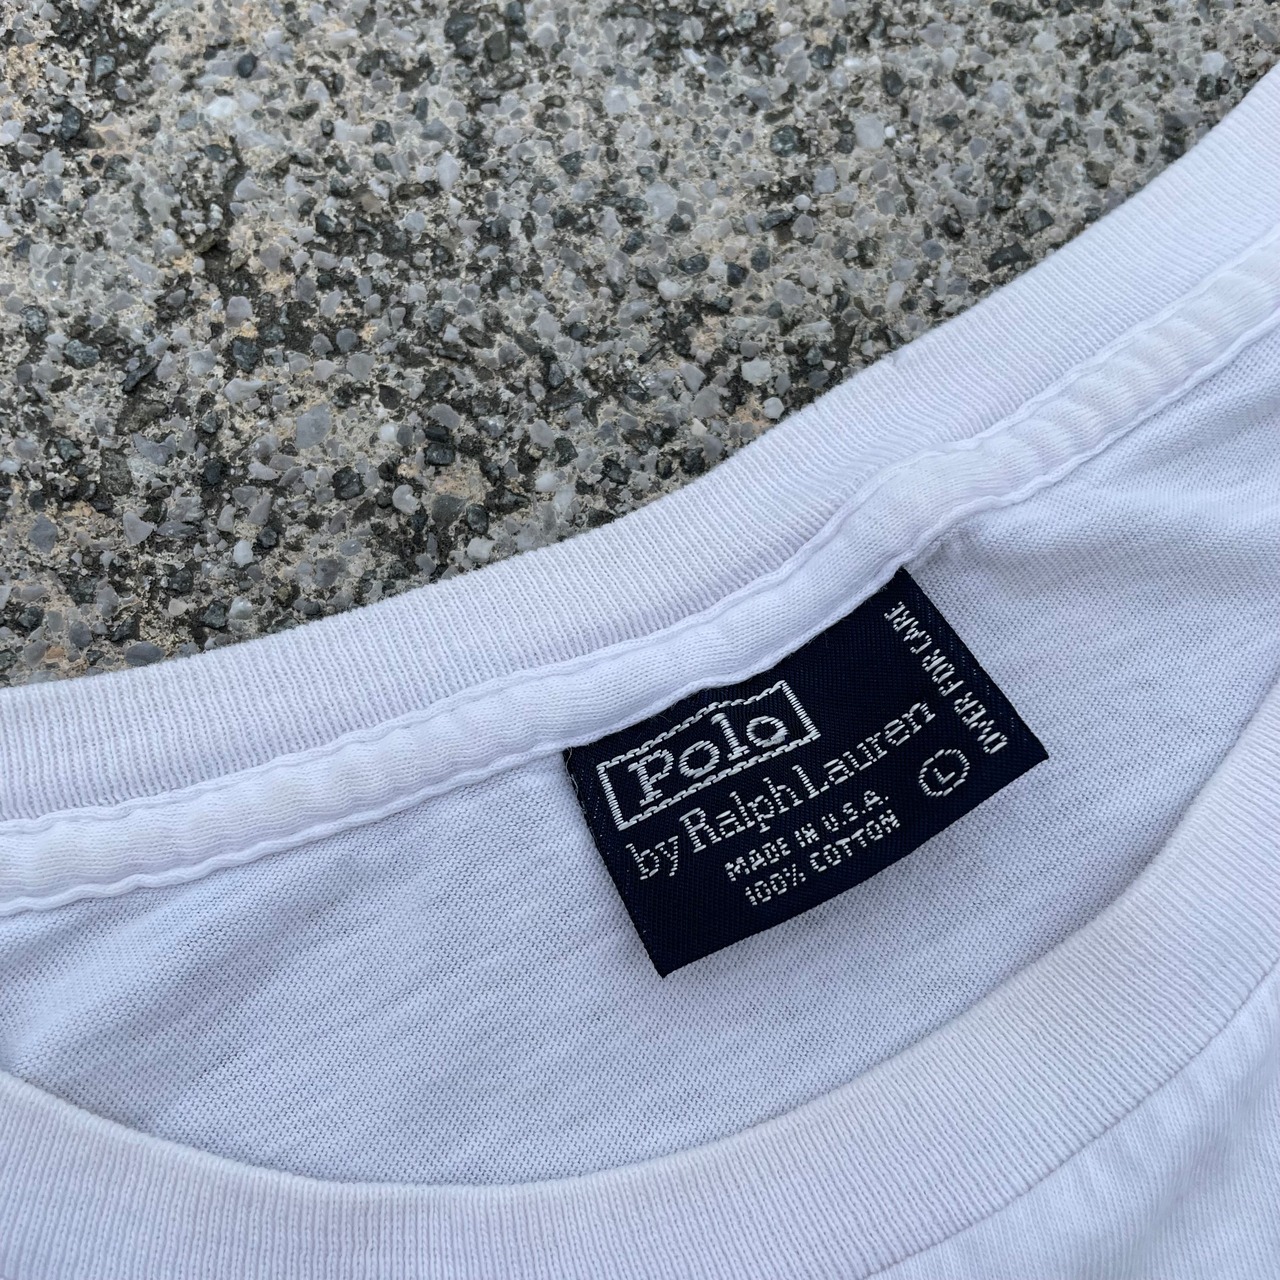 Polo
by Ralph Lauren
MADE IN U.S.A.
100% COTTON
L
OVER FOR CARE